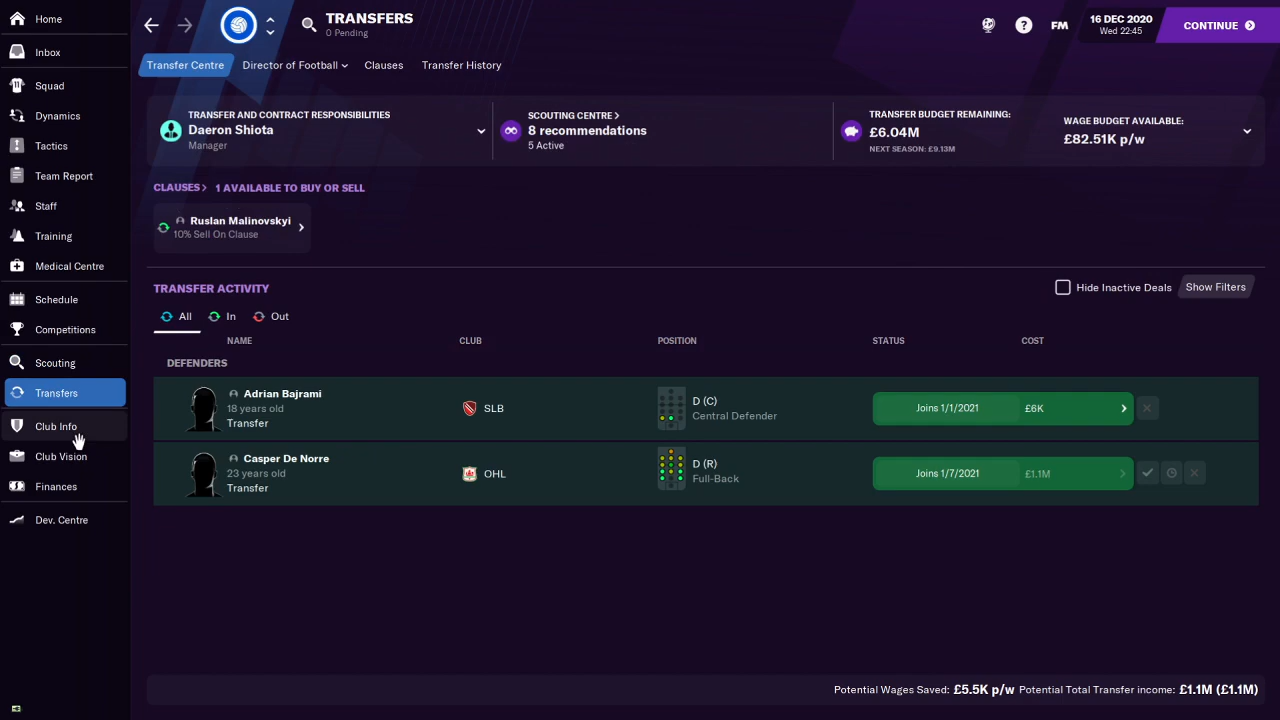 Home
Inbox
Squad
Dynamics
Tactics
Team Report
Staff
Training
Medical Centre
Schedule
Competitions
Scouting
Transfers
Club Info
Club Vision
Finances
Dev. Centre
TRANSFERS
0 Pending
FM
16 DEC 2020
Wed 22:45
CONTINUE
Transfer Centre
Director of Football
Clauses
Transfer History
TRANSFER AND CONTRACT RESPONSIBILITIES
Daeron Shiota
Manager
SCOUTING CENTRE >
8 recommendations
5 Active
TRANSFER BUDGET REMAINING:
£6.04M
NEXT SEASON: £9.13M
WAGE BUDGET AVAILABLE:
£82.51K p/w
CLAUSES > 1 AVAILABLE TO BUY OR SELL
Ruslan Malinovskyi
10% Sell On Clause
TRANSFER ACTIVITY
Hide Inactive Deals
Show Filters
All In Out
NAME CLUB POSITION STATUS COST
DEFENDERS
Adrian Bajrami
18 years old
Transfer
SLB
D (C)
Central Defender
Joins 1/1/2021 £6K
Casper De Norre
23 years old
Transfer
OHL
D (R)
Full-Back
Joins 1/7/2021 £1.1M
Potential Wages Saved: £5.5K p/w Potential Total Transfer income: £1.1M (£1.1M)